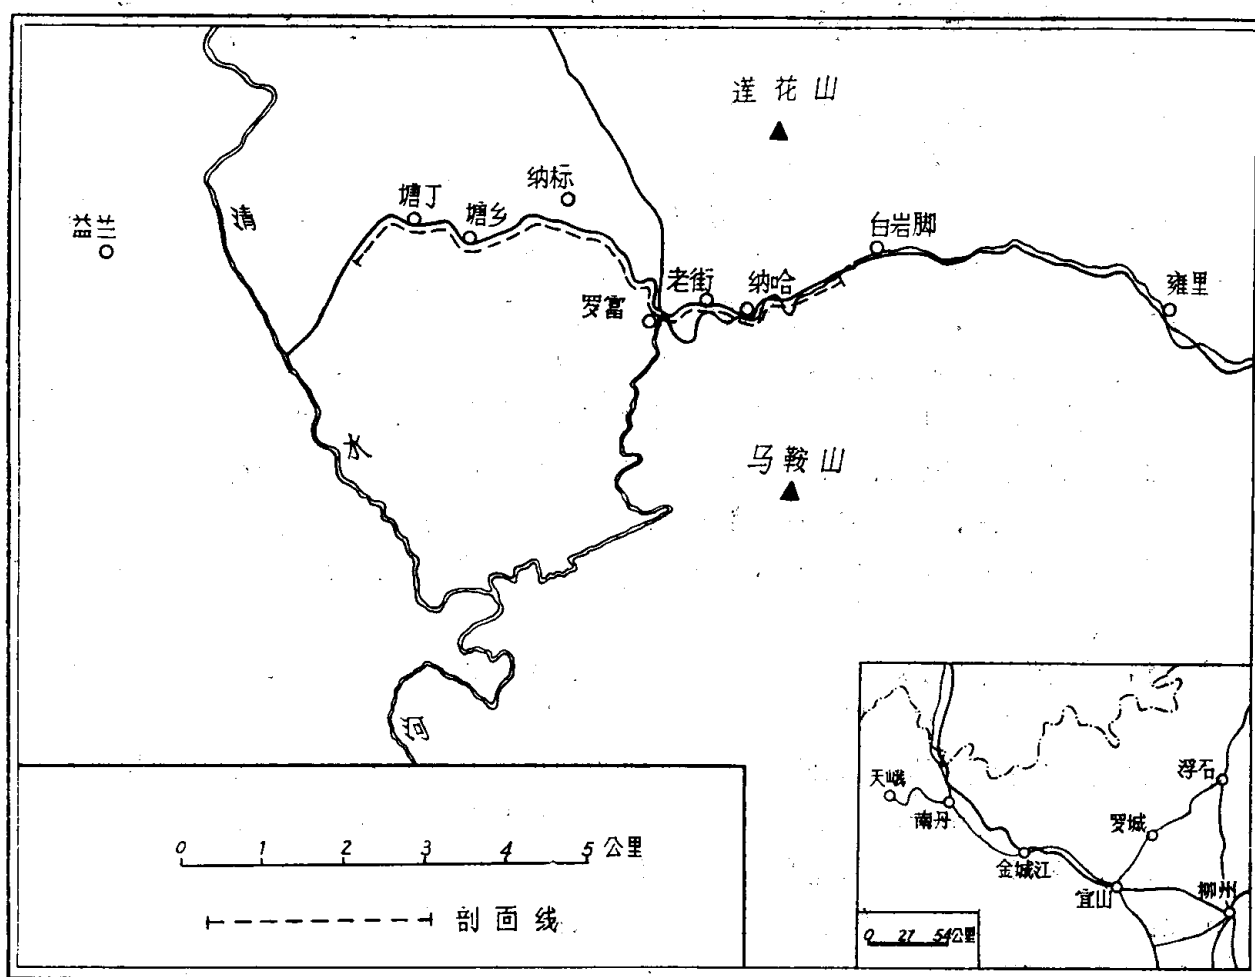 莲花山
纳标
塘丁
塘乡
清
益兰
白岩脚
老街
纳哈
雍里
罗富
水
马鞍山
河
0 1 2 3 4 5 公里
剖面线
浮石
天峨
南丹
罗城
金城江
宜山
柳州
0 27 54公里